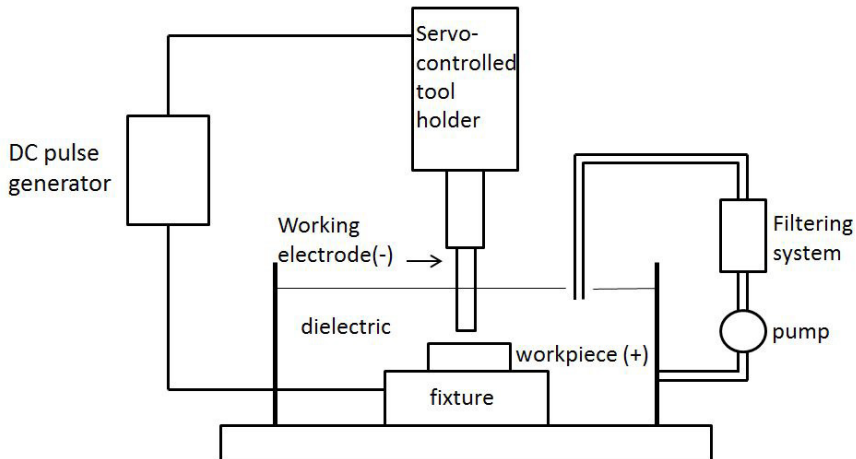 Servo-
controlled
tool
holder
DC pulse
generator
Working
electrode(-)
Filtering
system
dielectric
pump
workpiece (+)
fixture